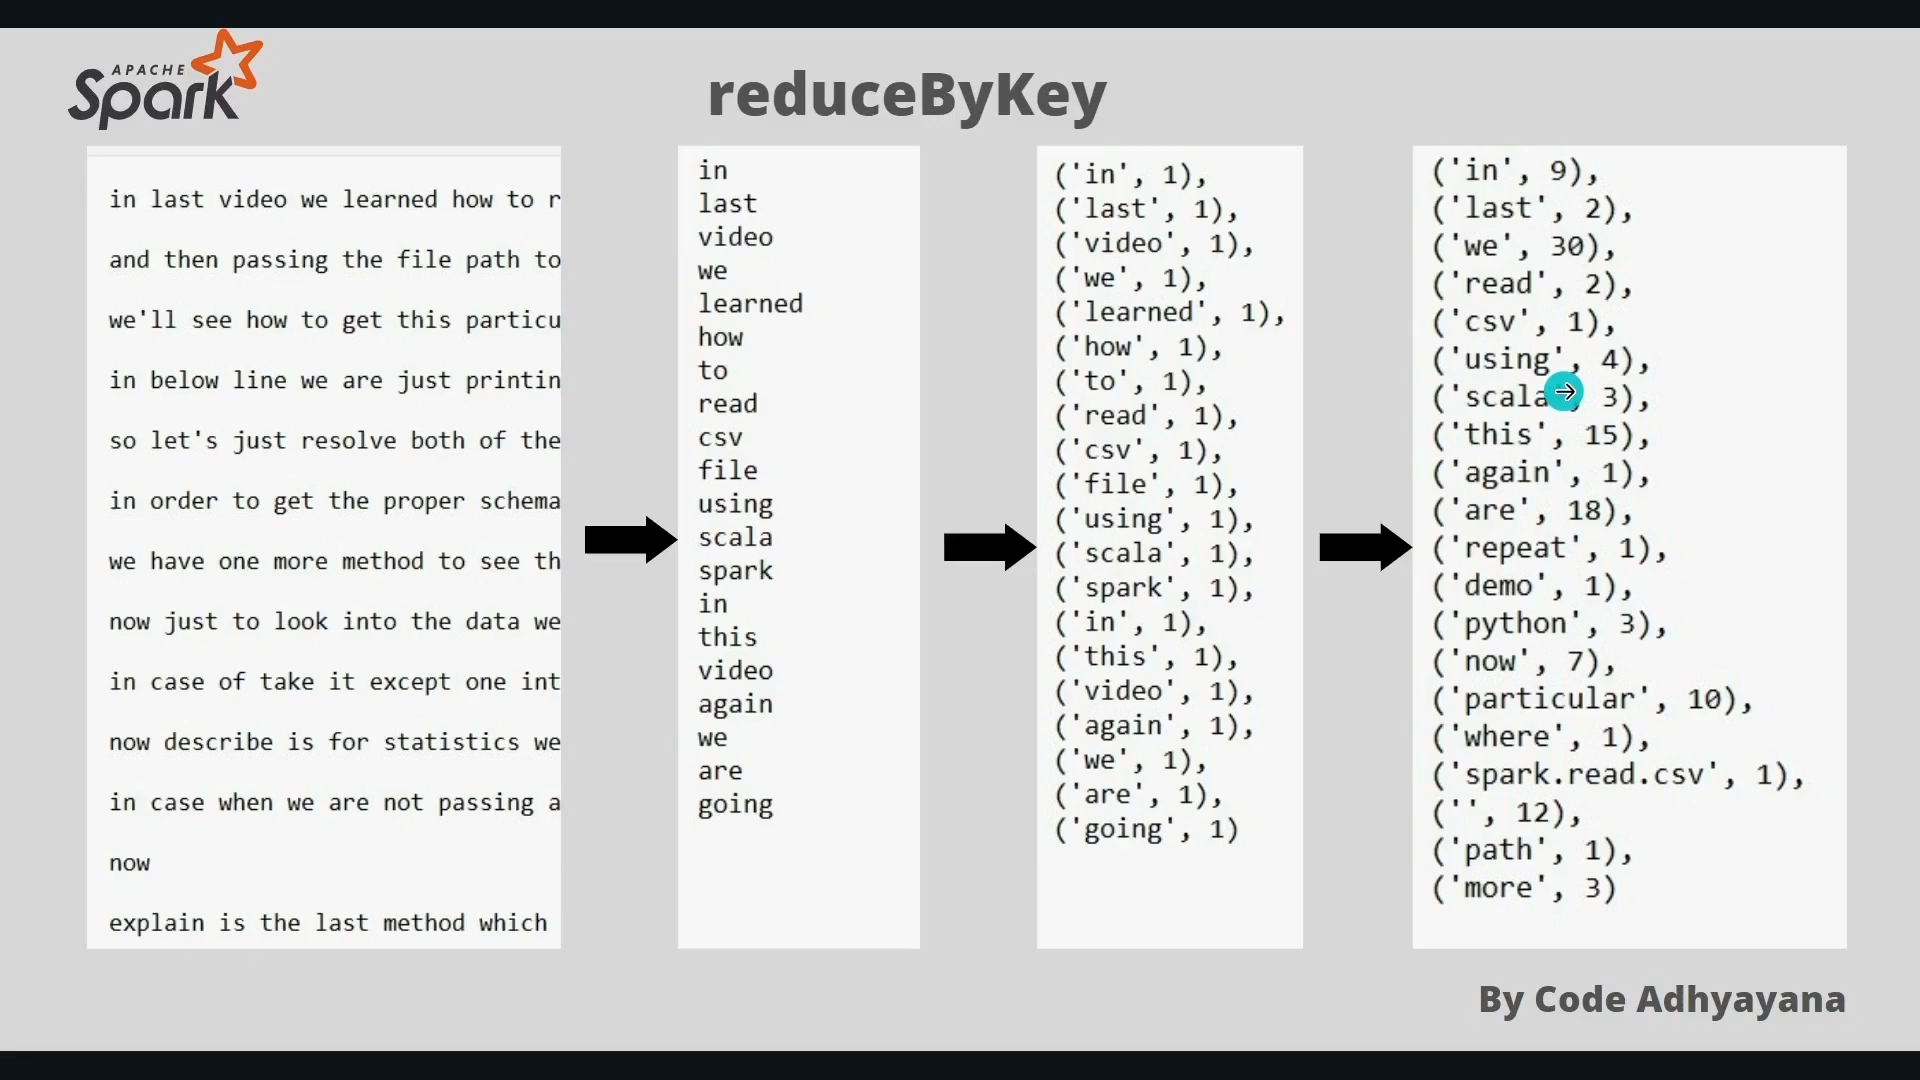 APACHE
Spark
reduceByKey
in last video we learned how to r
and then passing the file path to
we'll see how to get this particu
in below line we are just printin
so let's just resolve both of the
in order to get the proper schema
we have one more method to see th
now just to look into the data we
in case of take it except one int
now describe is for statistics we
in case when we are not passing a
now
explain is the last method which
in
last
video
we
learned
how
to
read
csv
file
using
scala
spark
in
this
video
again
we
are
going
('in', 1),
('last', 1),
('video', 1),
('we', 1),
('learned', 1),
('how', 1),
('to', 1),
('read', 1),
('csv', 1),
('file', 1),
('using', 1),
('scala', 1),
('spark', 1),
('in', 1),
('this', 1),
('video', 1),
('again', 1),
('we', 1),
('are', 1),
('going', 1)
('in', 9),
('last', 2),
('we', 30),
('read', 2),
('csv', 1),
('using', 4),
('scala', 3),
('this', 15),
('again', 1),
('are', 18),
('repeat', 1),
('demo', 1),
('python', 3),
('now', 7),
('particular', 10),
('where', 1),
('spark.read.csv', 1),
('', 12),
('path', 1),
('more', 3)
By Code Adhyayana